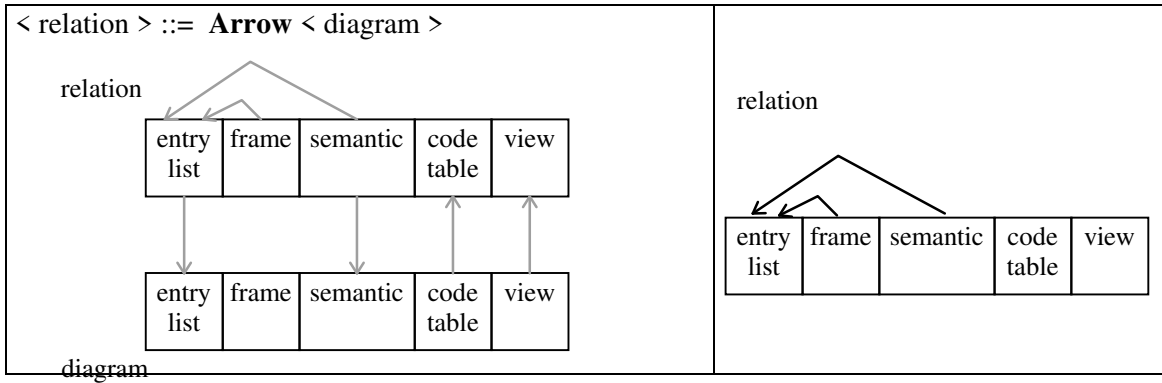 < relation > ::= Arrow < diagram >
relation
entry list frame semantic code table view
entry list frame semantic code table view
diagram
relation
entry list frame semantic code table view